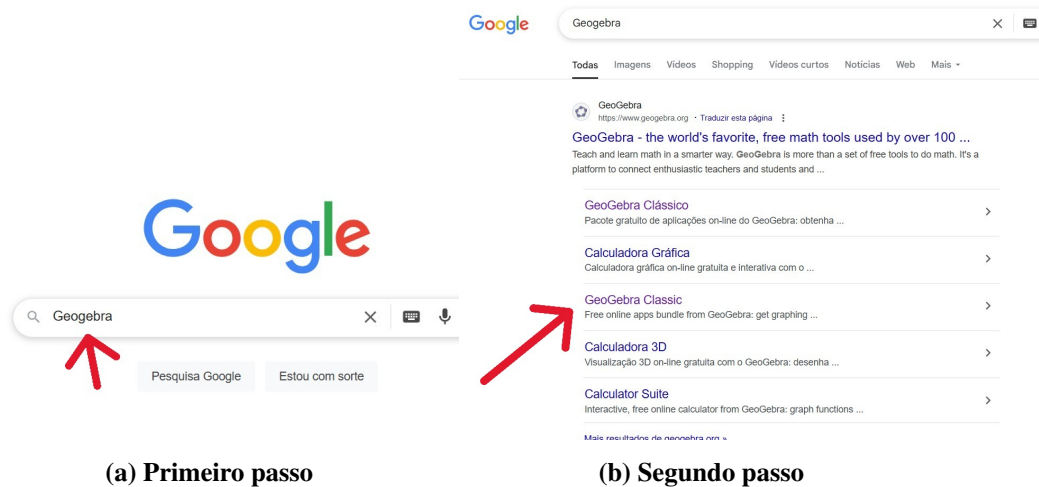 Google
Geogebra
Pesquisa Google
Estou com sorte
(a) Primeiro passo
Google
Geogebra
Todas Imagens Vídeos Shopping Vídeos curtos Notícias Web Mais
GeoGebra
https://www.geogebra.org · Traduzir esta página
GeoGebra - the world's favorite, free math tools used by over 100 ...
Teach and learn math in a smarter way. GeoGebra is more than a set of free tools to do math. It's a
platform to connect enthusiastic teachers and students and ...
GeoGebra Clássico
Pacote gratuito de aplicações on-line do GeoGebra: obtenha ...
Calculadora Gráfica
Calculadora gráfica on-line gratuita e interativa com o ...
GeoGebra Classic
Free online apps bundle from GeoGebra: get graphing ...
Calculadora 3D
Visualização 3D on-line gratuita com o GeoGebra: desenha ...
Calculator Suite
Interactive, free online calculator from GeoGebra: graph functions ...
Mais resultados de geogebra.org »
(b) Segundo passo